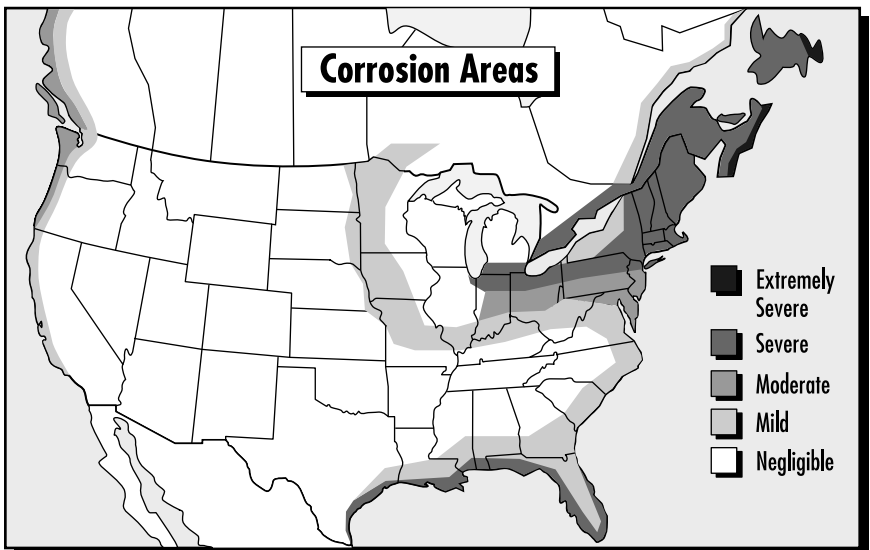 Corrosion Areas
Extremely
Severe
Severe
Moderate
Mild
Negligible